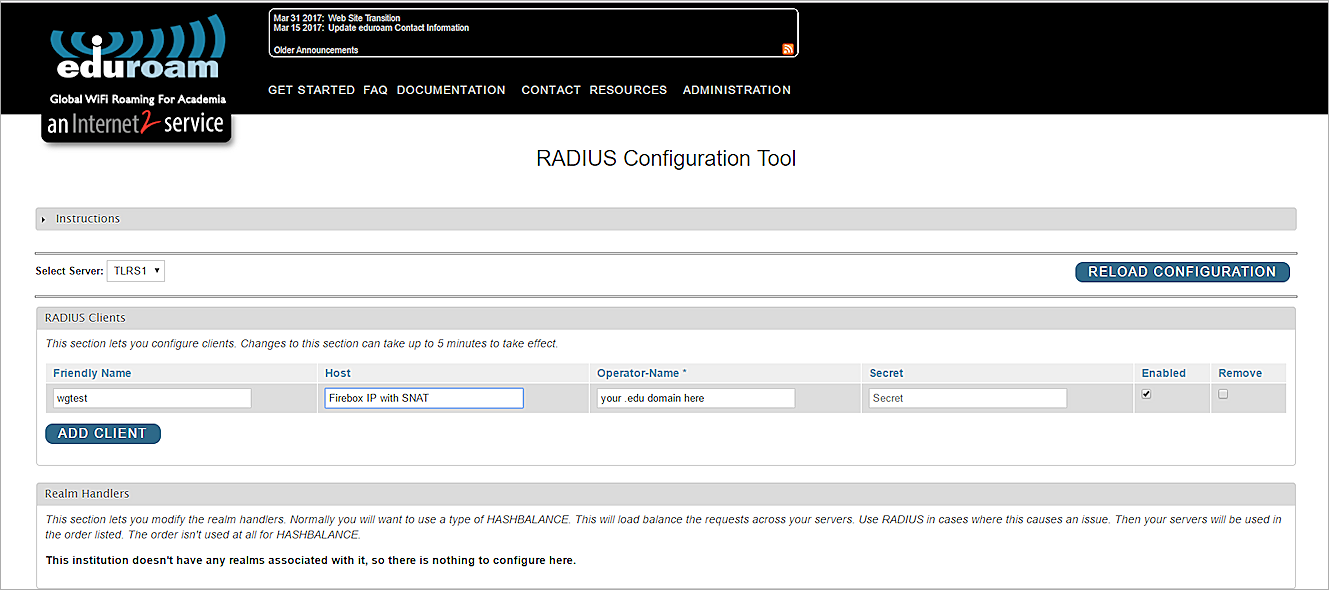 Mar 31 2017: Web Site Transition
Mar 15 2017: Update eduroam Contact Information
Older Announcements
eduroam
Global WiFi Roaming For Academia
an Internet2 service
GET STARTED FAQ DOCUMENTATION CONTACT RESOURCES ADMINISTRATION
RADIUS Configuration Tool
Instructions
Select Server: TLRS1
RELOAD CONFIGURATION
RADIUS Clients
This section lets you configure clients. Changes to this section can take up to 5 minutes to take effect.
Friendly Name Host Operator-Name * Secret Enabled Remove
wgtest Firebox IP with SNAT your .edu domain here Secret
ADD CLIENT
Realm Handlers
This section lets you modify the realm handlers. Normally you will want to use a type of HASHBALANCE. This will load balance the requests across your servers. Use RADIUS in cases where this causes an issue. Then your servers will be used in
the order listed. The order isn't used at all for HASHBALANCE.
This institution doesn't have any realms associated with it, so there is nothing to configure here.